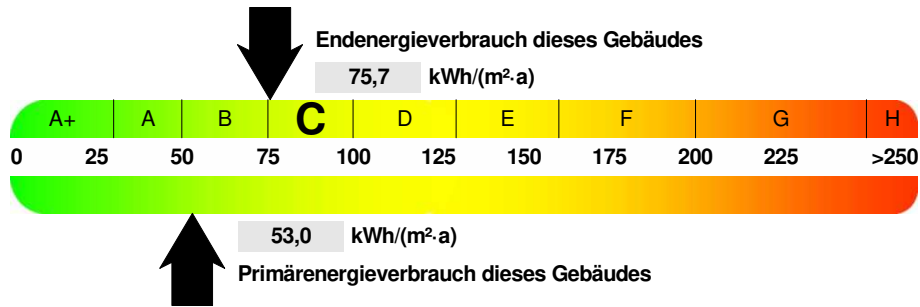 Endenergieverbrauch dieses Gebäudes
75,7 kWh/(m²·a)
A+ A B C D E F G H
0 25 50 75 100 125 150 175 200 225 >250
53,0 kWh/(m²·a)
Primärenergieverbrauch dieses Gebäudes